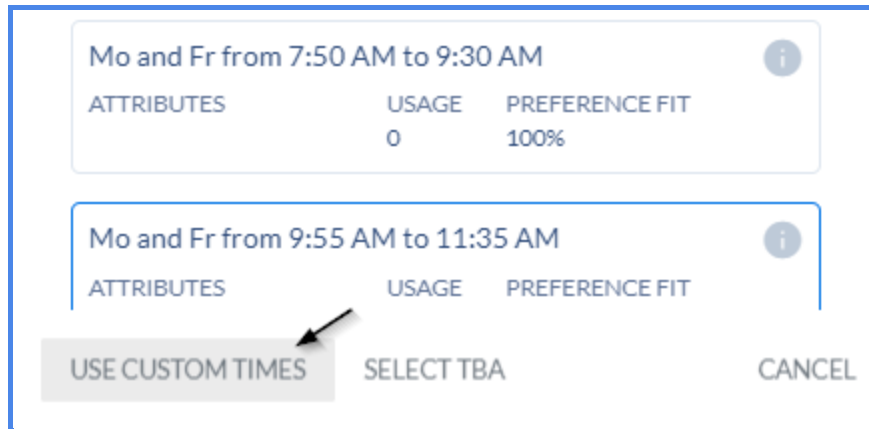 Mo and Fr from 7:50 AM to 9:30 AM
ATTRIBUTES USAGE PREFERENCE FIT
0 100%
Mo and Fr from 9:55 AM to 11:35 AM
ATTRIBUTES USAGE PREFERENCE FIT
USE CUSTOM TIMES SELECT TBA CANCEL